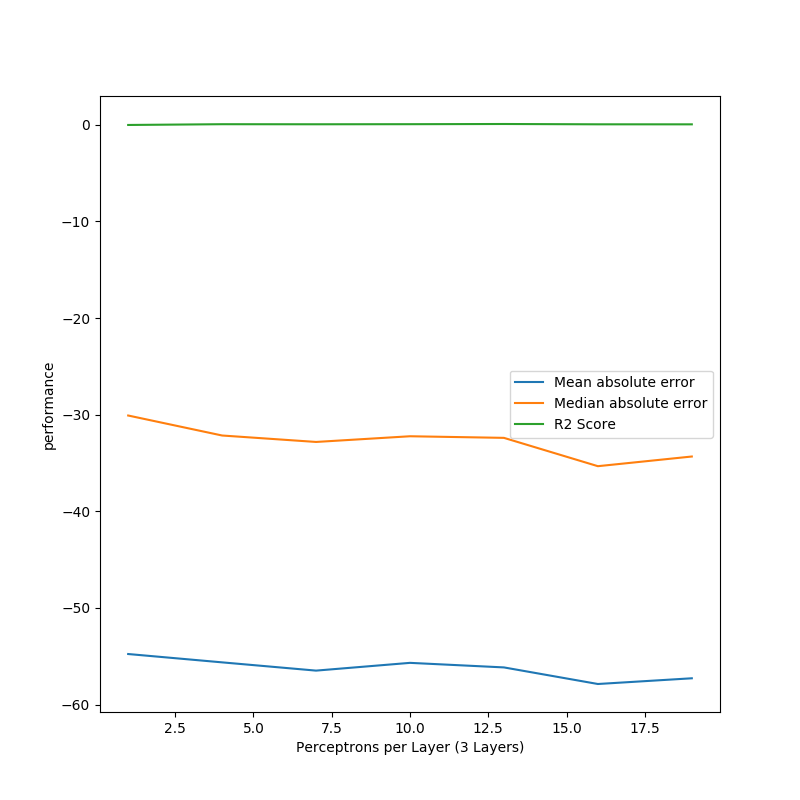 0
−10
−20
−30
−40
−50
−60
performance
Mean absolute error
Median absolute error
R2 Score
2.5 5.0 7.5 10.0 12.5 15.0 17.5
Perceptrons per Layer (3 Layers)